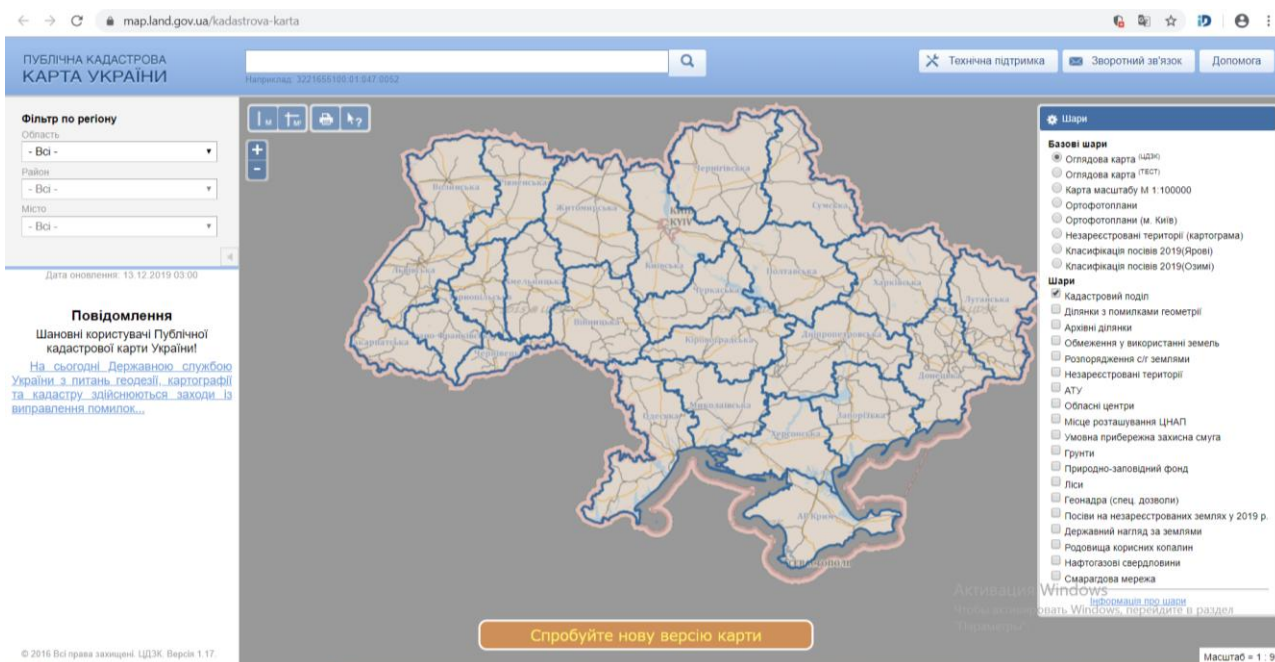 map.land.gov.ua/kadastrova-karta
ПУБЛІЧНА КАДАСТРОВА
КАРТА УКРАЇНИ
Наприклад: 3221655100:01:047:0052
Технічна підтримка
Зворотний зв'язок
Допомога
Фільтр по регіону
Область
- Всі -
Район
- Всі -
Місто
- Всі -
Дата оновлення: 13.12.2019 03:00
Повідомлення
Шановні користувачі Публічної
кадастрової карти України!
На сьогодні Державною службою
України з питань геодезії, картографії
та кадастру здійснюються заходи із
виправлення помилок...
© 2016 Всі права захищені. ЦДЗК. Версія 1.17.
М
М²
+
-
Чернігівська
Волинська
Рівненська
Житомирська
Сумська
КИЇВ
KYIV
Львівська
Київська
Полтавська
Харківська
Луганська
Черкаська
Вінницька
Кіровоградська
Дніпропетровська
Донецька
Миколаївська
Одеська
Запорізька
Херсонська
АР Крим
Спробуйте нову версію карти
Шари
Базові шари
Оглядова карта (ЦДЗК)
Оглядова карта (ТЕСТ)
Карта масштабу М 1:100000
Ортофотоплани
Ортофотоплани (м. Київ)
Незареєстровані території (картограма)
Класифікація посівів 2019(Ярові)
Класифікація посівів 2019(Озимі)
Шари
Кадастровий поділ
Ділянки з помилками геометрії
Архівні ділянки
Обмеження у використанні земель
Розпорядження с/г землями
Незареєстровані території
АТУ
Обласні центри
Місце розташування ЦНАП
Умовна прибережна захисна смуга
Грунти
Природно-заповідний фонд
Ліси
Геонадра (спец. дозволи)
Посіви на незареєстрованих землях у 2019 р.
Державний нагляд за землями
Родовища корисних копалин
Нафтогазові свердловини
Смарагдова мережа
Інформація про шари
Активация Windows
Чтобы активировать Windows, перейдите в раздел
"Параметры".
Масштаб = 1 : 9